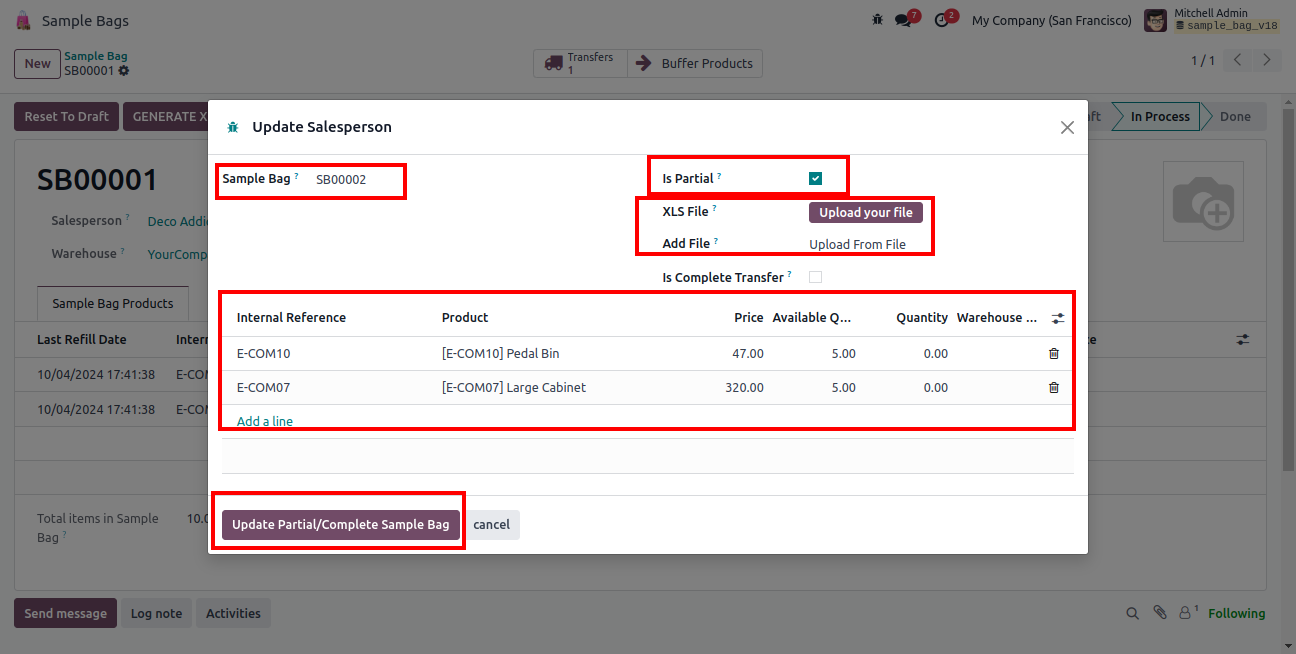 Sample Bags
7
2
My Company (San Francisco)
Mitchell Admin
sample_bag_v18
New
Sample Bag
SB00001
Transfers
1
Buffer Products
1 / 1
Reset To Draft
GENERATE X
In Process
Done
Update Salesperson
Sample Bag ?
SB00002
Is Partial ?
XLS File ?
Upload your file
Add File ?
Upload From File
Is Complete Transfer ?
SB00001
Salesperson ?
Deco Addi
Warehouse ?
YourComp
Sample Bag Products
Last Refill Date
Intern
10/04/2024 17:41:38
E-CO
10/04/2024 17:41:38
E-CO
Internal Reference
Product
Price
Available Q...
Quantity
Warehouse ...
E-COM10
[E-COM10] Pedal Bin
47.00
5.00
0.00
E-COM07
[E-COM07] Large Cabinet
320.00
5.00
0.00
Add a line
Total items in Sample
Bag ?
10.0
Update Partial/Complete Sample Bag
cancel
Send message
Log note
Activities
1
Following